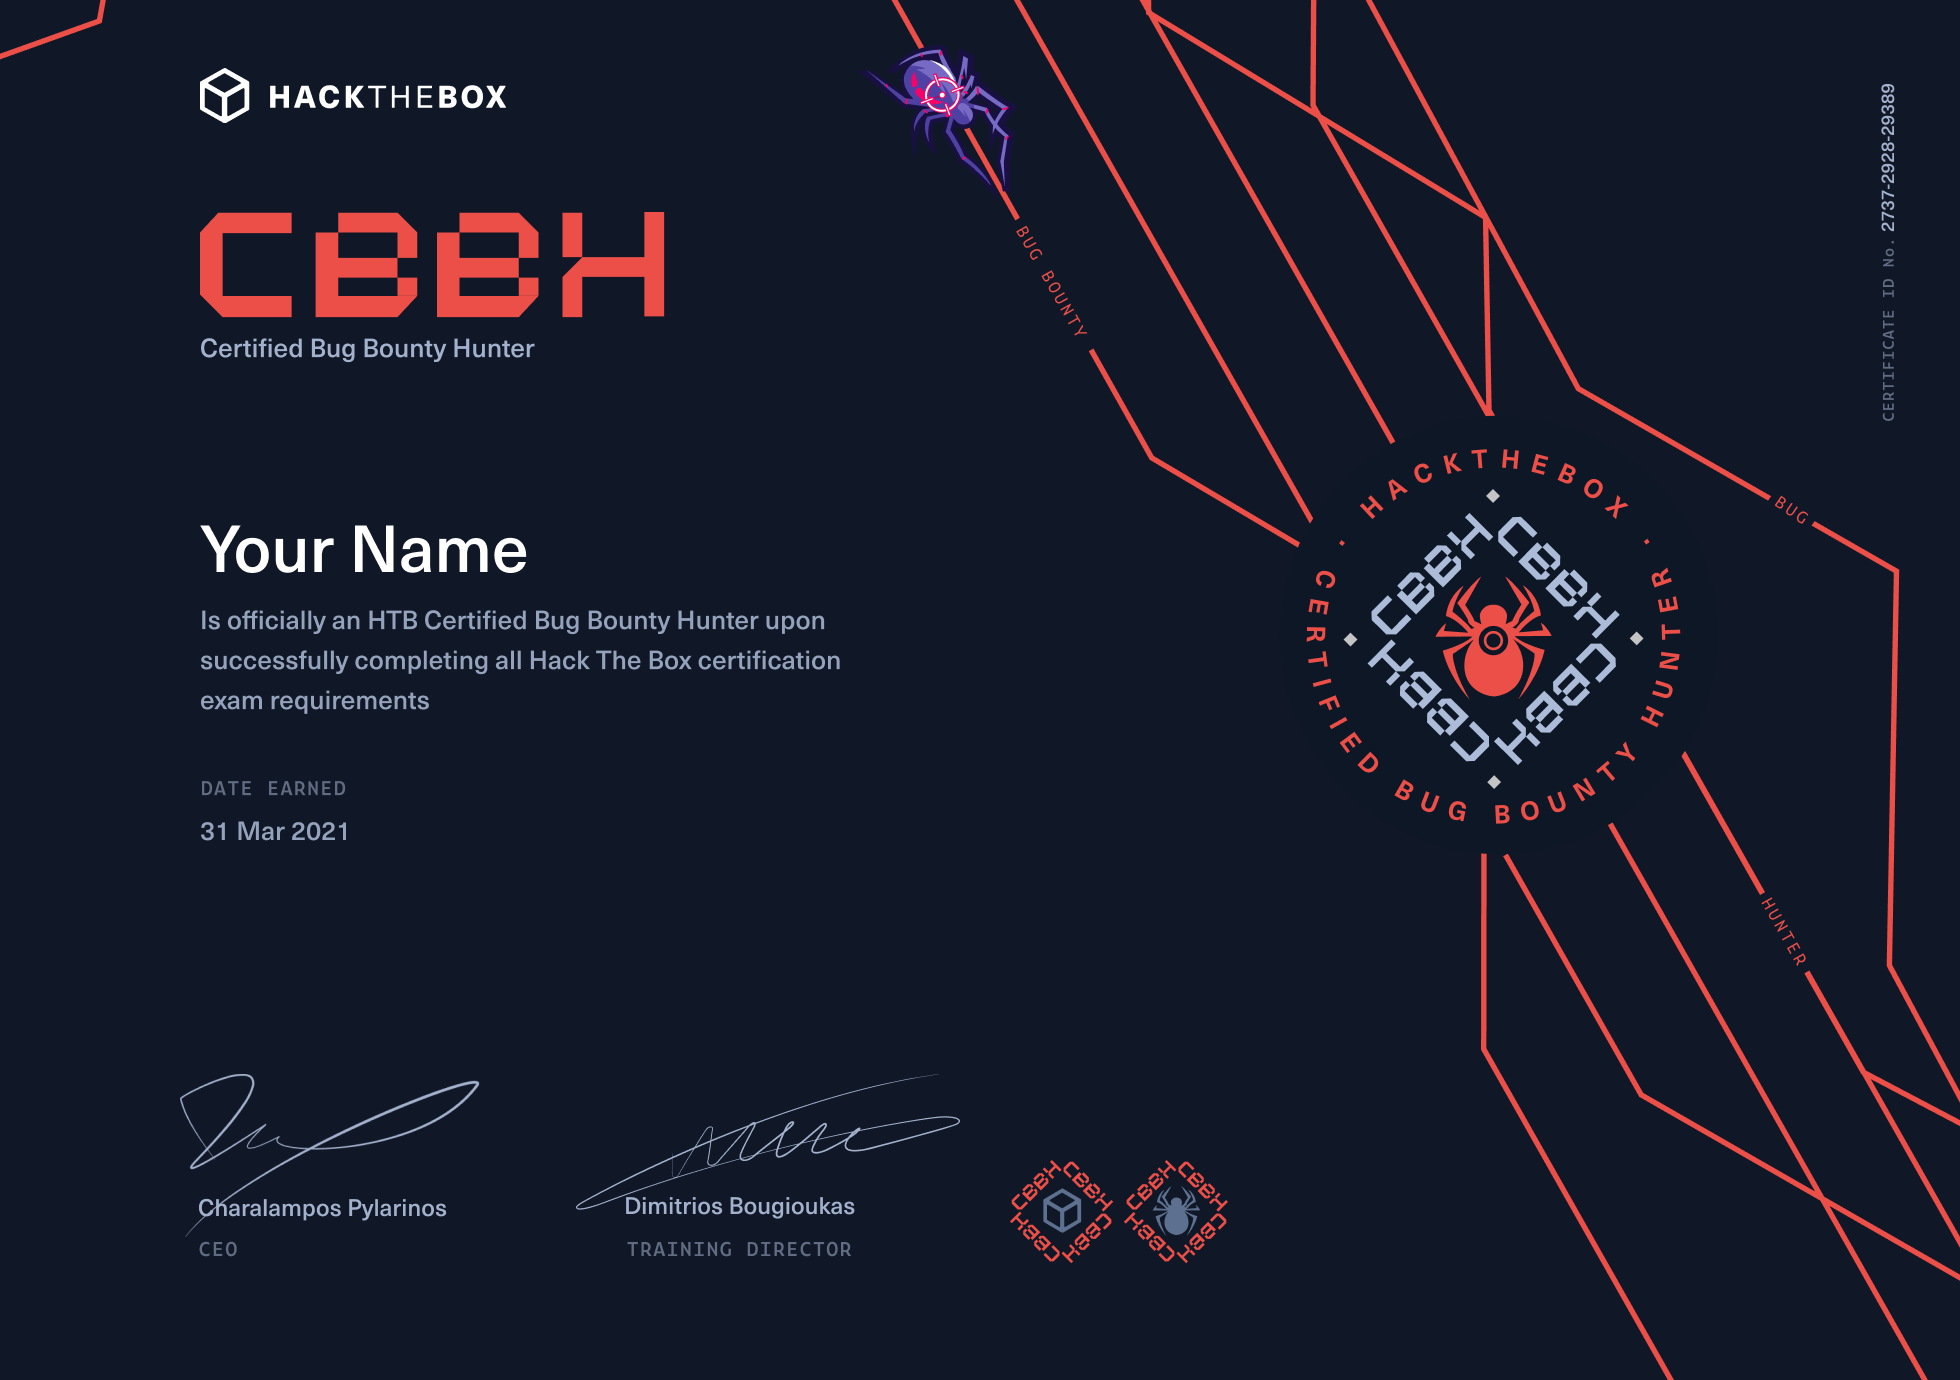 HACKTHEBOX
CBBH
Certified Bug Bounty Hunter
BUG BOUNTY
CERTIFICATE ID No. 2737-2928-29389
Your Name
Is officially an HTB Certified Bug Bounty Hunter upon
successfully completing all Hack The Box certification
exam requirements
DATE EARNED
31 Mar 2021
· HACKTHEBOX ·
CERTIFIED BUG BOUNTY HUNTER
CBBH
CBBH
CBBH
CBBH
BUG
HUNTER
Charalampos Pylarinos
CEO
Dimitrios Bougioukas
TRAINING DIRECTOR
CBBH
CBBH
CBBH
CBBH
CBBH
CBBH
CBBH
CBBH